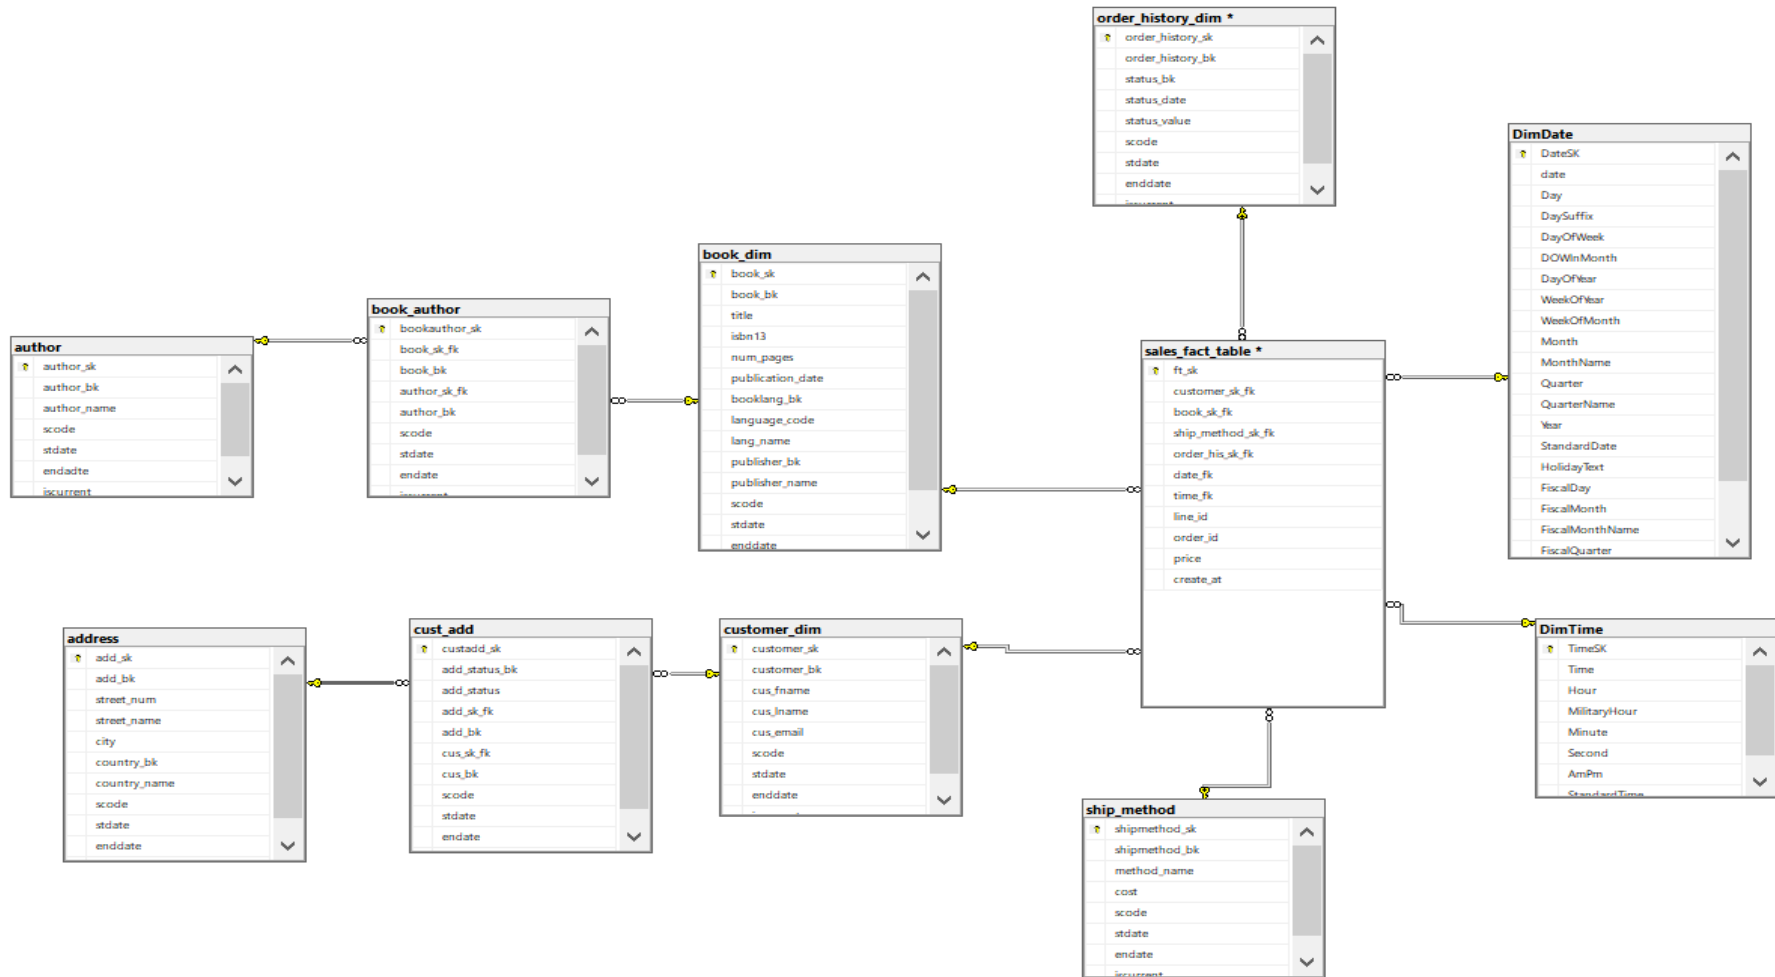 order_history_dim *
order_history_sk
order_history_bk
status_bk
status_date
status_value
scode
stdate
enddate
iscurrent
DimDate
DateSK
date
Day
DaySuffix
DayOfWeek
DOWInMonth
DayOfYear
WeekOfYear
WeekOfMonth
Month
MonthName
Quarter
QuarterName
Year
StandardDate
HolidayText
FiscalDay
FiscalMonth
FiscalMonthName
FiscalQuarter
book_dim
book_sk
book_bk
title
isbn13
num_pages
publication_date
booklang_bk
language_code
lang_name
publisher_bk
publisher_name
scode
stdate
enddate
book_author
bookauthor_sk
book_sk_fk
book_bk
author_sk_fk
author_bk
scode
stdate
endate
iscurrent
author
author_sk
author_bk
author_name
scode
stdate
endadte
iscurrent
sales_fact_table *
ft_sk
customer_sk_fk
book_sk_fk
ship_method_sk_fk
order_his_sk_fk
date_fk
time_fk
line_id
order_id
price
create_at
address
add_sk
add_bk
street_num
street_name
city
country_bk
country_name
scode
stdate
enddate
cust_add
custadd_sk
add_status_bk
add_status
add_sk_fk
add_bk
cus_sk_fk
cus_bk
scode
stdate
endate
customer_dim
customer_sk
customer_bk
cus_fname
cus_lname
cus_email
scode
stdate
enddate
DimTime
TimeSK
Time
Hour
MilitaryHour
Minute
Second
AmPm
StandardTime
ship_method
shipmethod_sk
shipmethod_bk
method_name
cost
scode
stdate
endate
iscurrent